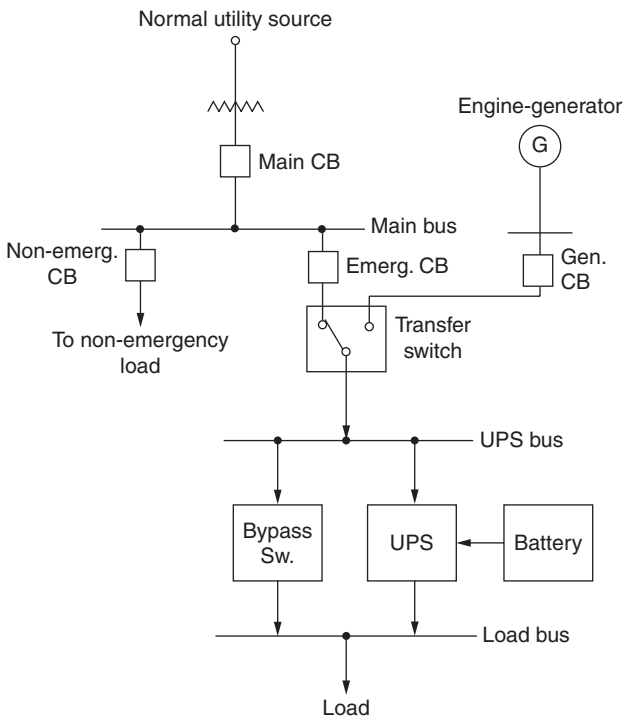 Normal utility source
Engine-generator
G
Main CB
Main bus
Non-emerg.
CB
Emerg. CB
Gen.
CB
To non-emergency
load
Transfer
switch
UPS bus
Bypass
Sw.
UPS
Battery
Load bus
Load